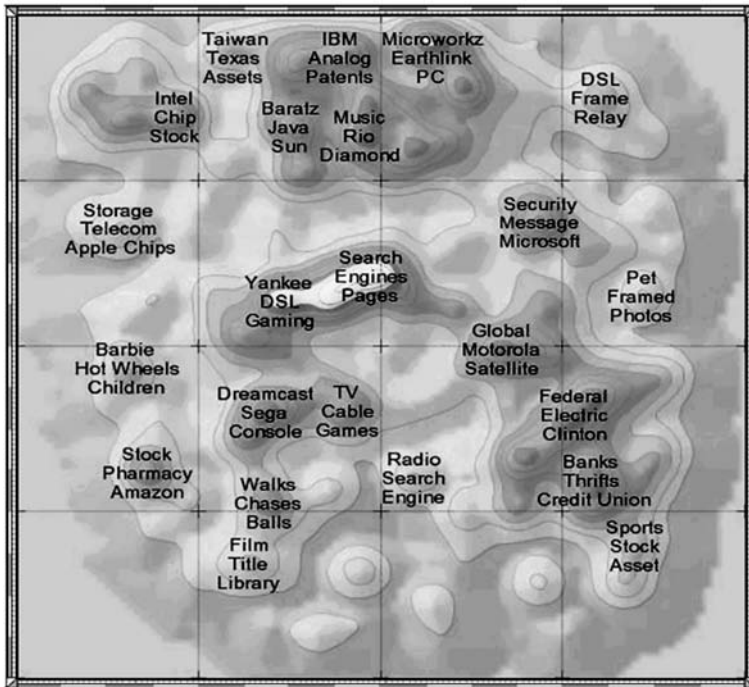 Taiwan
Texas
Assets
IBM
Analog
Patents
Microworkz
Earthlink
PC
DSL
Frame
Relay
Intel
Chip
Stock
Baratz
Java
Sun
Music
Rio
Diamond
Storage
Telecom
Apple Chips
Security
Message
Microsoft
Yankee
DSL
Gaming
Search
Engines
Pages
Pet
Framed
Photos
Global
Motorola
Satellite
Barbie
Hot Wheels
Children
Dreamcast
Sega
Console
TV
Cable
Games
Federal
Electric
Clinton
Stock
Pharmacy
Amazon
Walks
Chases
Balls
Radio
Search
Engine
Banks
Thrifts
Credit Union
Film
Title
Library
Sports
Stock
Asset